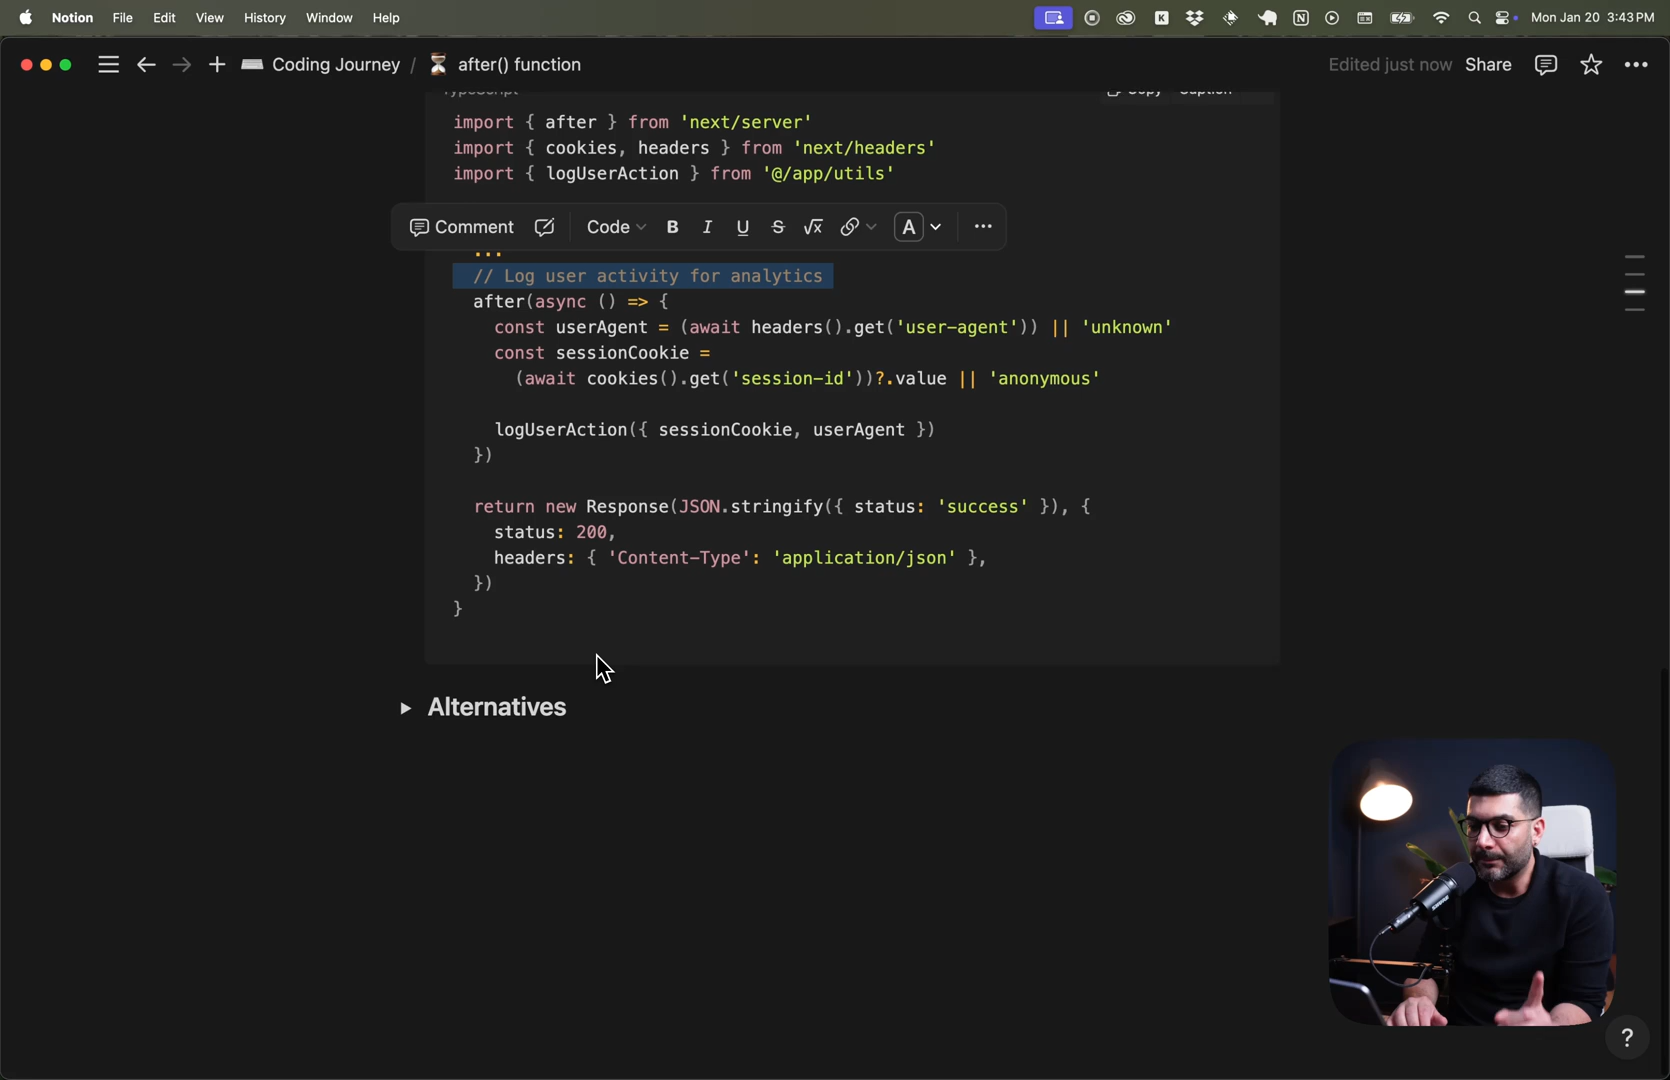 Notion File Edit View History Window Help Mon Jan 20 3:43 PM
Coding Journey / after() function Edited just now Share
TypeScript Copy Caption
import { after } from 'next/server'
import { cookies, headers } from 'next/headers'
import { logUserAction } from '@/app/utils'
Comment Code B I U S √x A
...
// Log user activity for analytics
after(async () => {
const userAgent = (await headers().get('user-agent')) || 'unknown'
const sessionCookie =
(await cookies().get('session-id'))?.value || 'anonymous'
logUserAction({ sessionCookie, userAgent })
})
return new Response(JSON.stringify({ status: 'success' }), {
status: 200,
headers: { 'Content-Type': 'application/json' },
})
}
Alternatives
SHURE
?